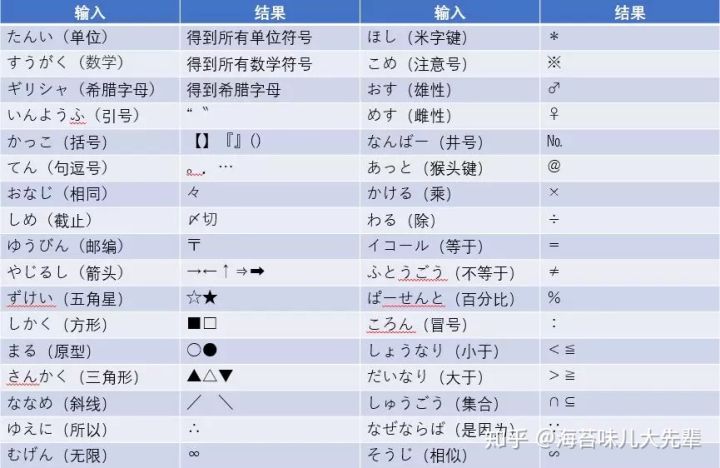 输入 结果 输入 结果
たんい（单位） 得到所有单位符号 ほし（米字键） ＊
すうがく（数学） 得到所有数学符号 こめ（注意号） ※
ギリシャ（希腊字母） 得到希腊字母 おす（雄性） ♂
いんようふ（引号） “〝 めす（雌性） ♀
かっこ（括号） 【】『』() なんばー（井号） №
てん（句逗号） 。．… あっと（猴头键） ＠
おなじ（相同） 々 かける（乘） ×
しめ（截止） 〆切 わる（除） ÷
ゆうびん（邮编） 〒 イコール（等于） ＝
やじるし（箭头） →←↑⇒➡ ふとうごう（不等于） ≠
ずけい（五角星） ☆★ ぱーせんと（百分比） ％
しかく（方形） ■□ ころん（冒号） ：
まる（原型） ○● しょうなり（小于） ＜≦
さんかく（三角形） ▲△▼ だいなり（大于） ＞≧
ななめ（斜线） ／ ＼ しゅうごう（集合） ∩⊆
ゆえに（所以） ∴ なぜならば（是因为） ∵
むげん（无限） ∞ そうじ（相似） ∽
知乎 @海苔味儿大先輩